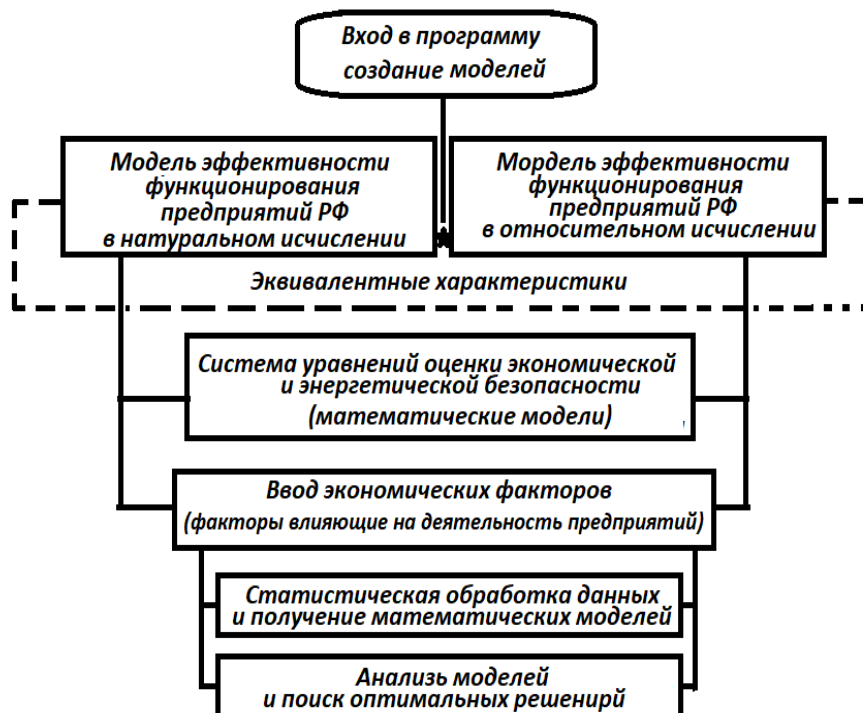 Вход в программу
создание моделей
Модель эффективности
функционирования
предприятий РФ
в натуральном исчислении
Мордель эффективности
функционирования
предприятий РФ
в относительном исчислении
Эквивалентные характеристики
Система уравнений оценки экономической
и энергетической безопасности
(математические модели)
Ввод экономических факторов
(факторы влияющие на деятельность предприятий)
Статистическая обработка данных
и получение математических моделей
Анализь моделей
и поиск оптимальных решенирй